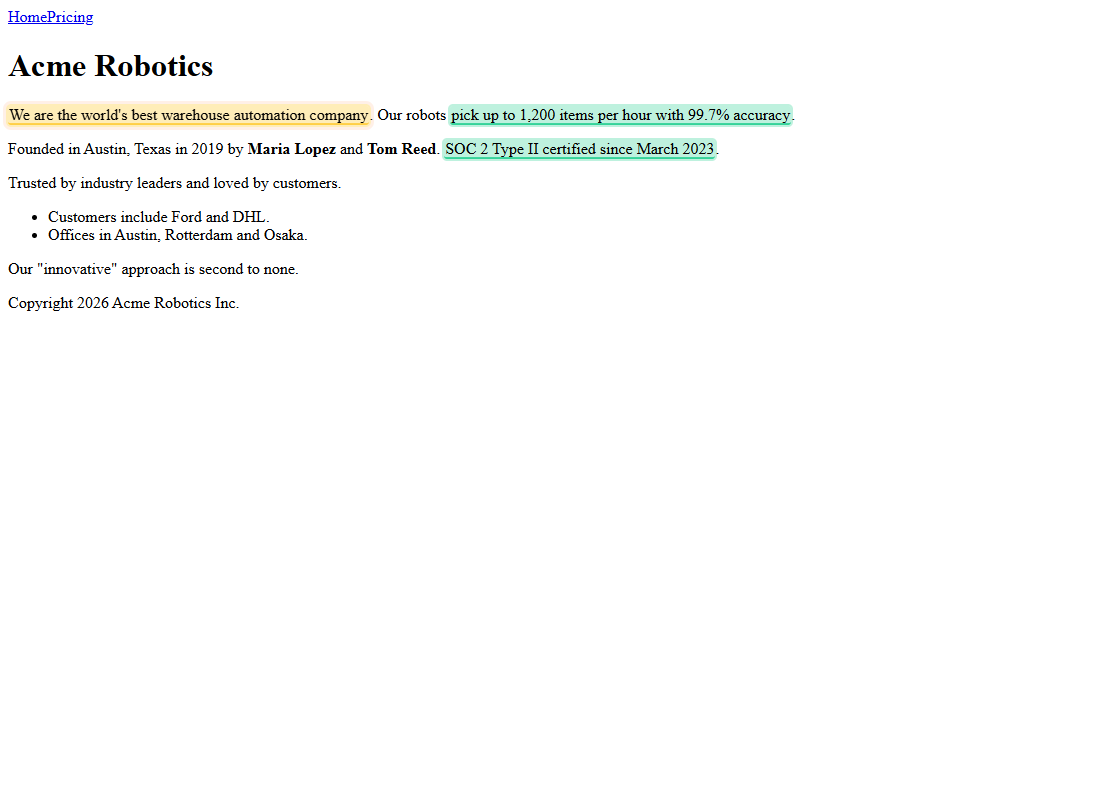 HomePricing
Acme Robotics
We are the world's best warehouse automation company. Our robots pick up to 1,200 items per hour with 99.7% accuracy.
Founded in Austin, Texas in 2019 by Maria Lopez and Tom Reed. SOC 2 Type II certified since March 2023.
Trusted by industry leaders and loved by customers.
• Customers include Ford and DHL.
• Offices in Austin, Rotterdam and Osaka.
Our "innovative" approach is second to none.
Copyright 2026 Acme Robotics Inc.